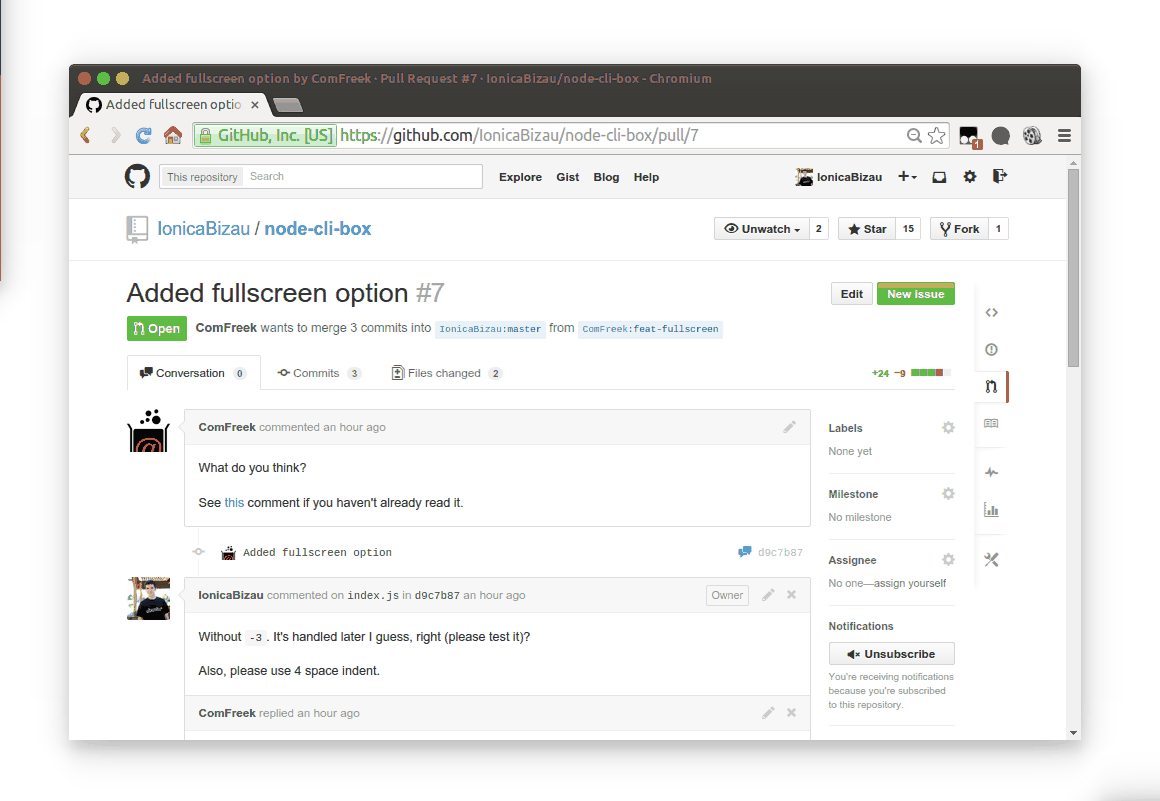 Added fullscreen option by ComFreek · Pull Request #7 · IonicaBizau/node-cli-box - Chromium
Added fullscreen optio
GitHub, Inc. [US] https://github.com/IonicaBizau/node-cli-box/pull/7
1
This repository Search Explore Gist Blog Help IonicaBizau
IonicaBizau / node-cli-box Unwatch 2 Star 15 Fork 1
Added fullscreen option #7 Edit New Issue
Open ComFreek wants to merge 3 commits into IonicaBizau:master from ComFreek:feat-fullscreen
Conversation 0 Commits 3 Files changed 2 +24 −9
ComFreek commented an hour ago
What do you think?
See this comment if you haven't already read it.
Added fullscreen option d9c7b87
IonicaBizau commented on index.js in d9c7b87 an hour ago Owner
Without -3. It's handled later I guess, right (please test it)?
Also, please use 4 space indent.
ComFreek replied an hour ago
Labels
None yet
Milestone
No milestone
Assignee
No one—assign yourself
Notifications
Unsubscribe
You're receiving notifications
because you're subscribed
to this repository.